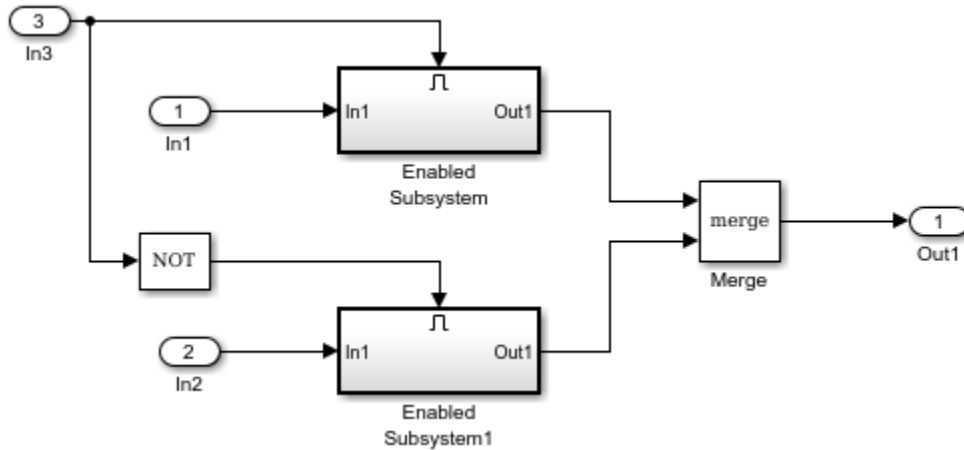 3
In3
1
In1
In1
Out1
Enabled
Subsystem
merge
Merge
1
Out1
NOT
2
In2
In1
Out1
Enabled
Subsystem1